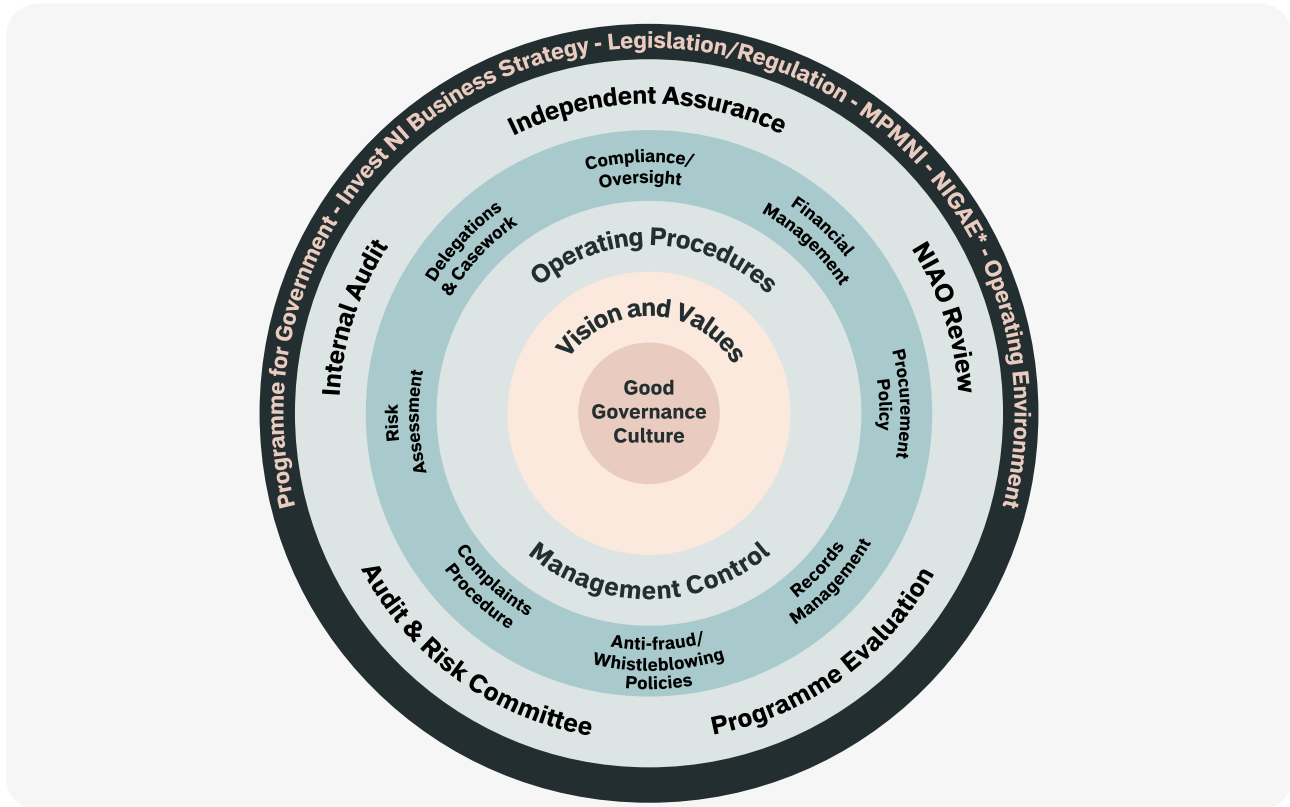 Programme for Government - Invest NI Business Strategy - Legislation/Regulation - MPMNI - NIGAE* - Operating Environment
Independent Assurance
NIAO Review
Programme Evaluation
Audit & Risk Committee
Internal Audit
Compliance/
Oversight
Financial
Management
Procurement
Policy
Records
Management
Anti-fraud/
Whistleblowing
Policies
Complaints
Procedure
Risk
Assessment
Delegations
& Casework
Operating Procedures
Management Control
Vision and Values
Good
Governance
Culture